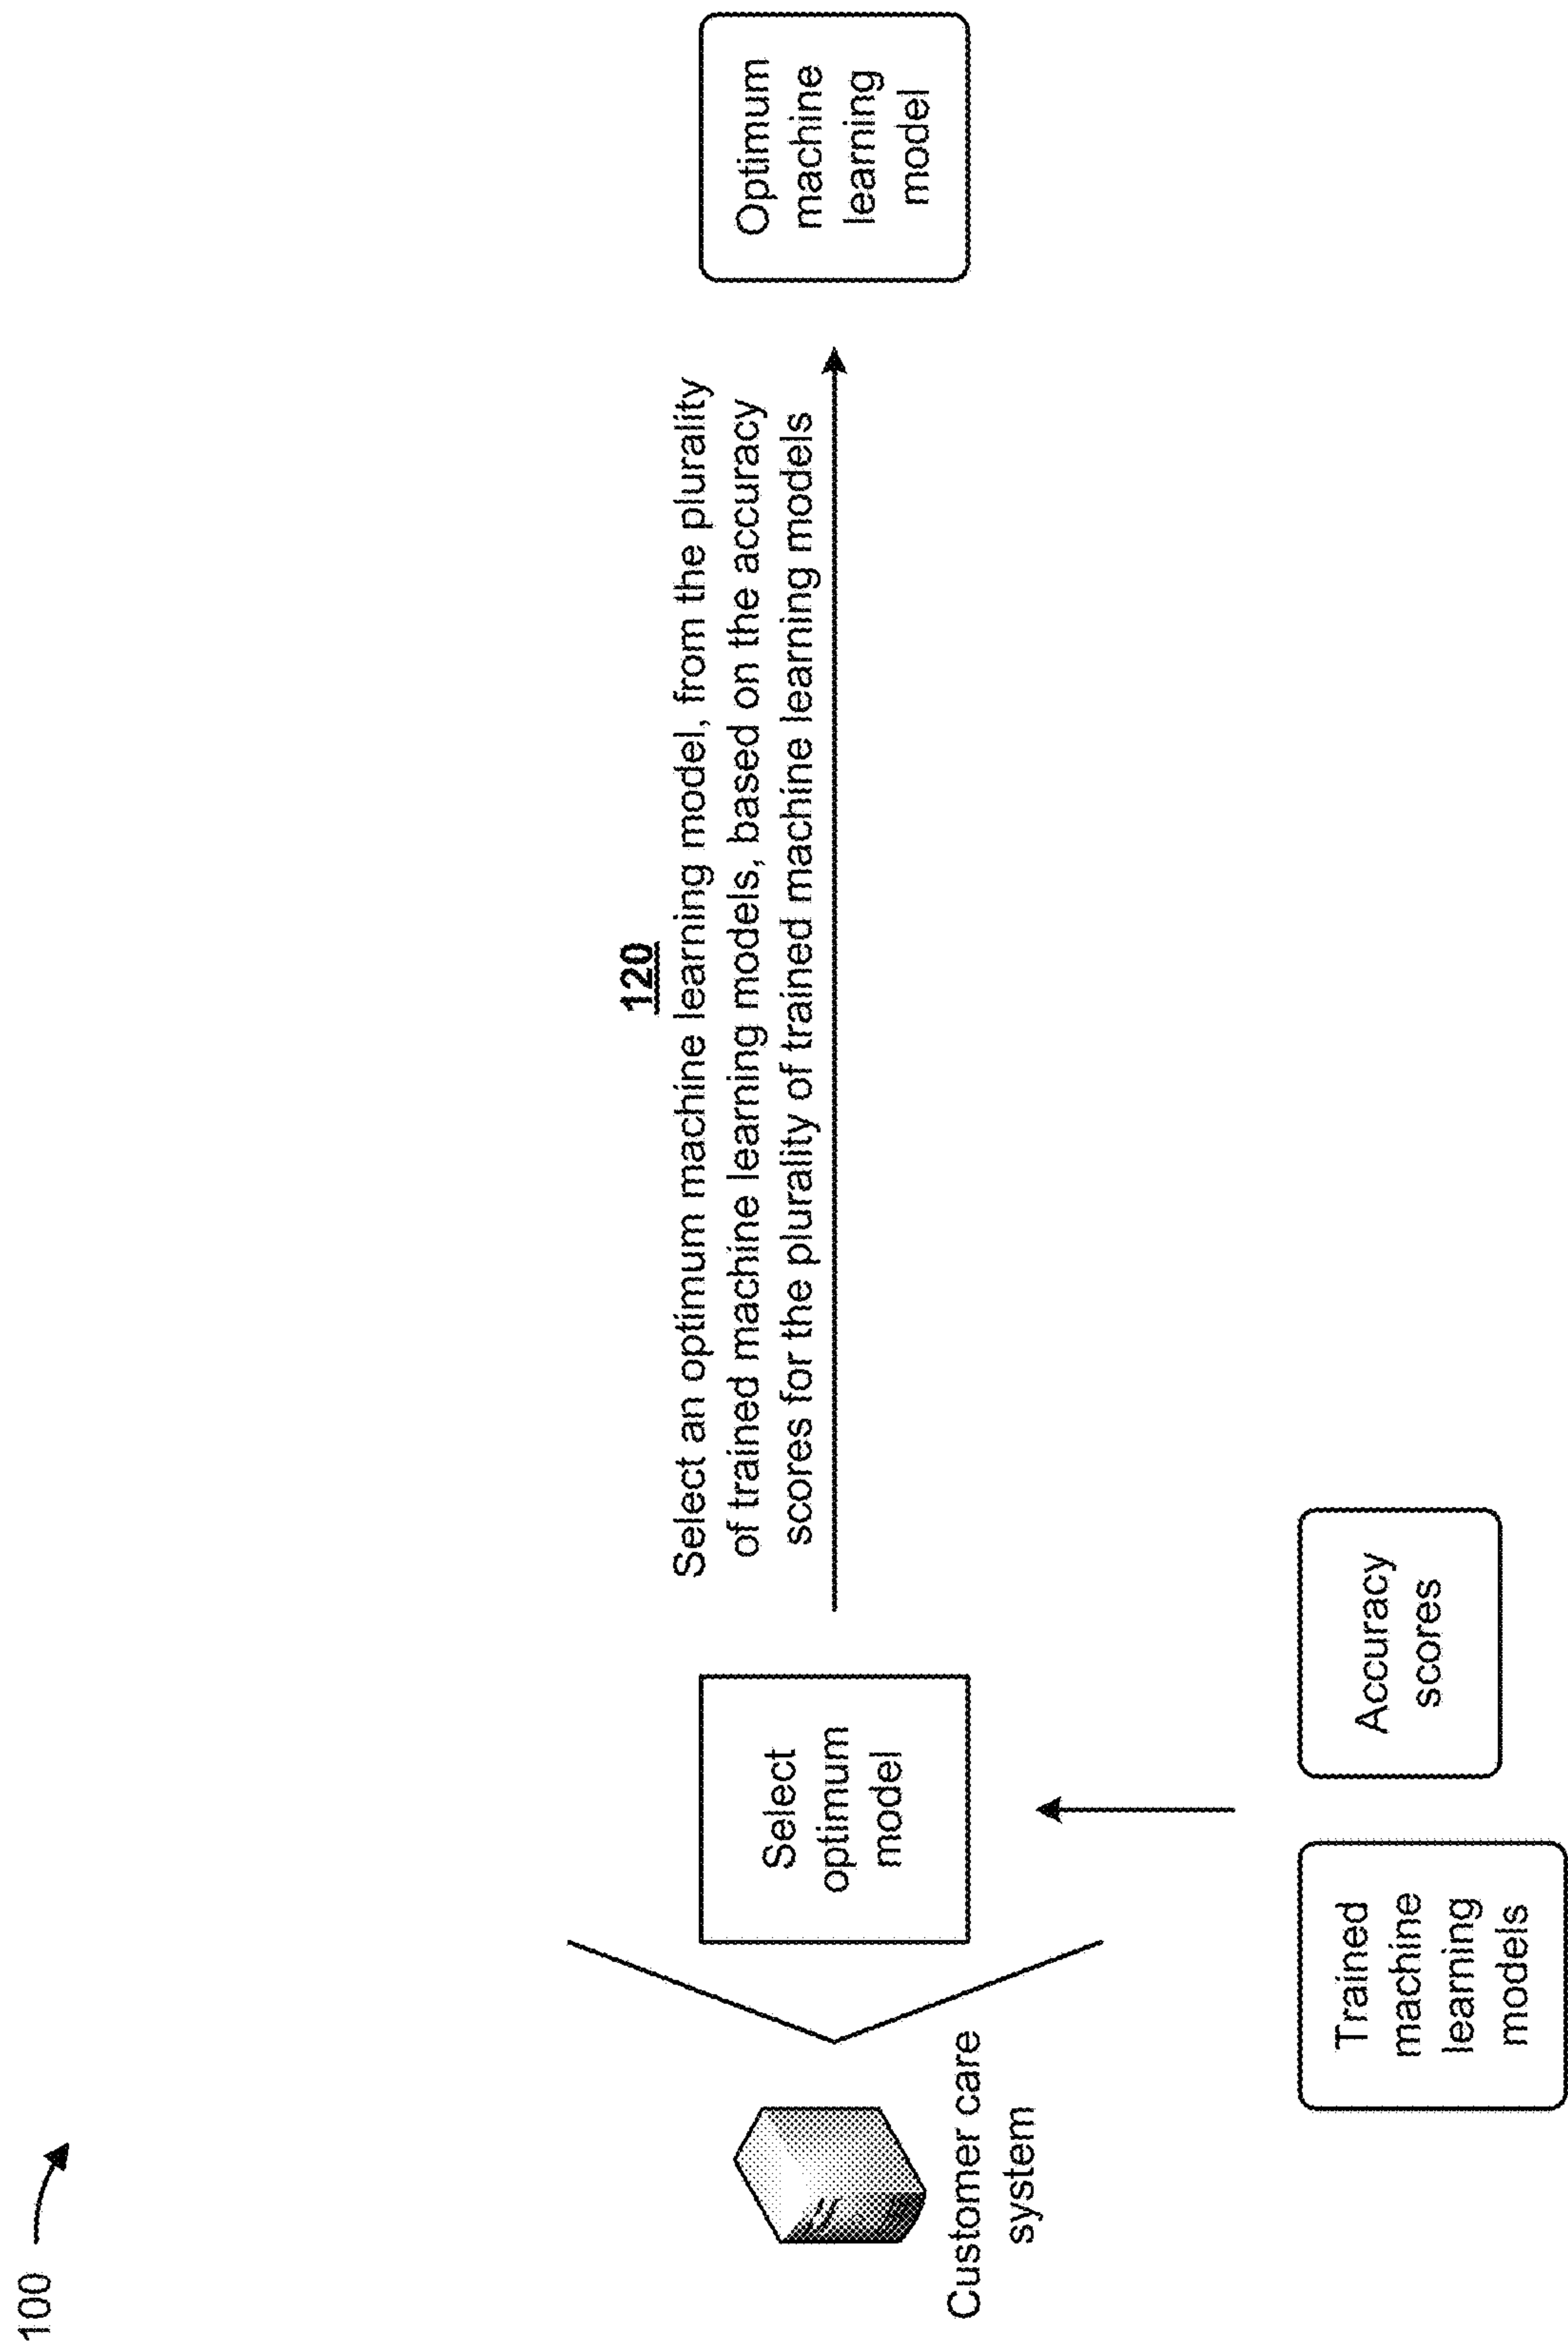 100
120
Select an optimum machine learning model, from the plurality
of trained machine learning models, based on the accuracy
scores for the plurality of trained machine learning models
Customer care
system
Select
optimum
model
Optimum
machine
learning
model
Trained
machine
learning
models
Accuracy
scores